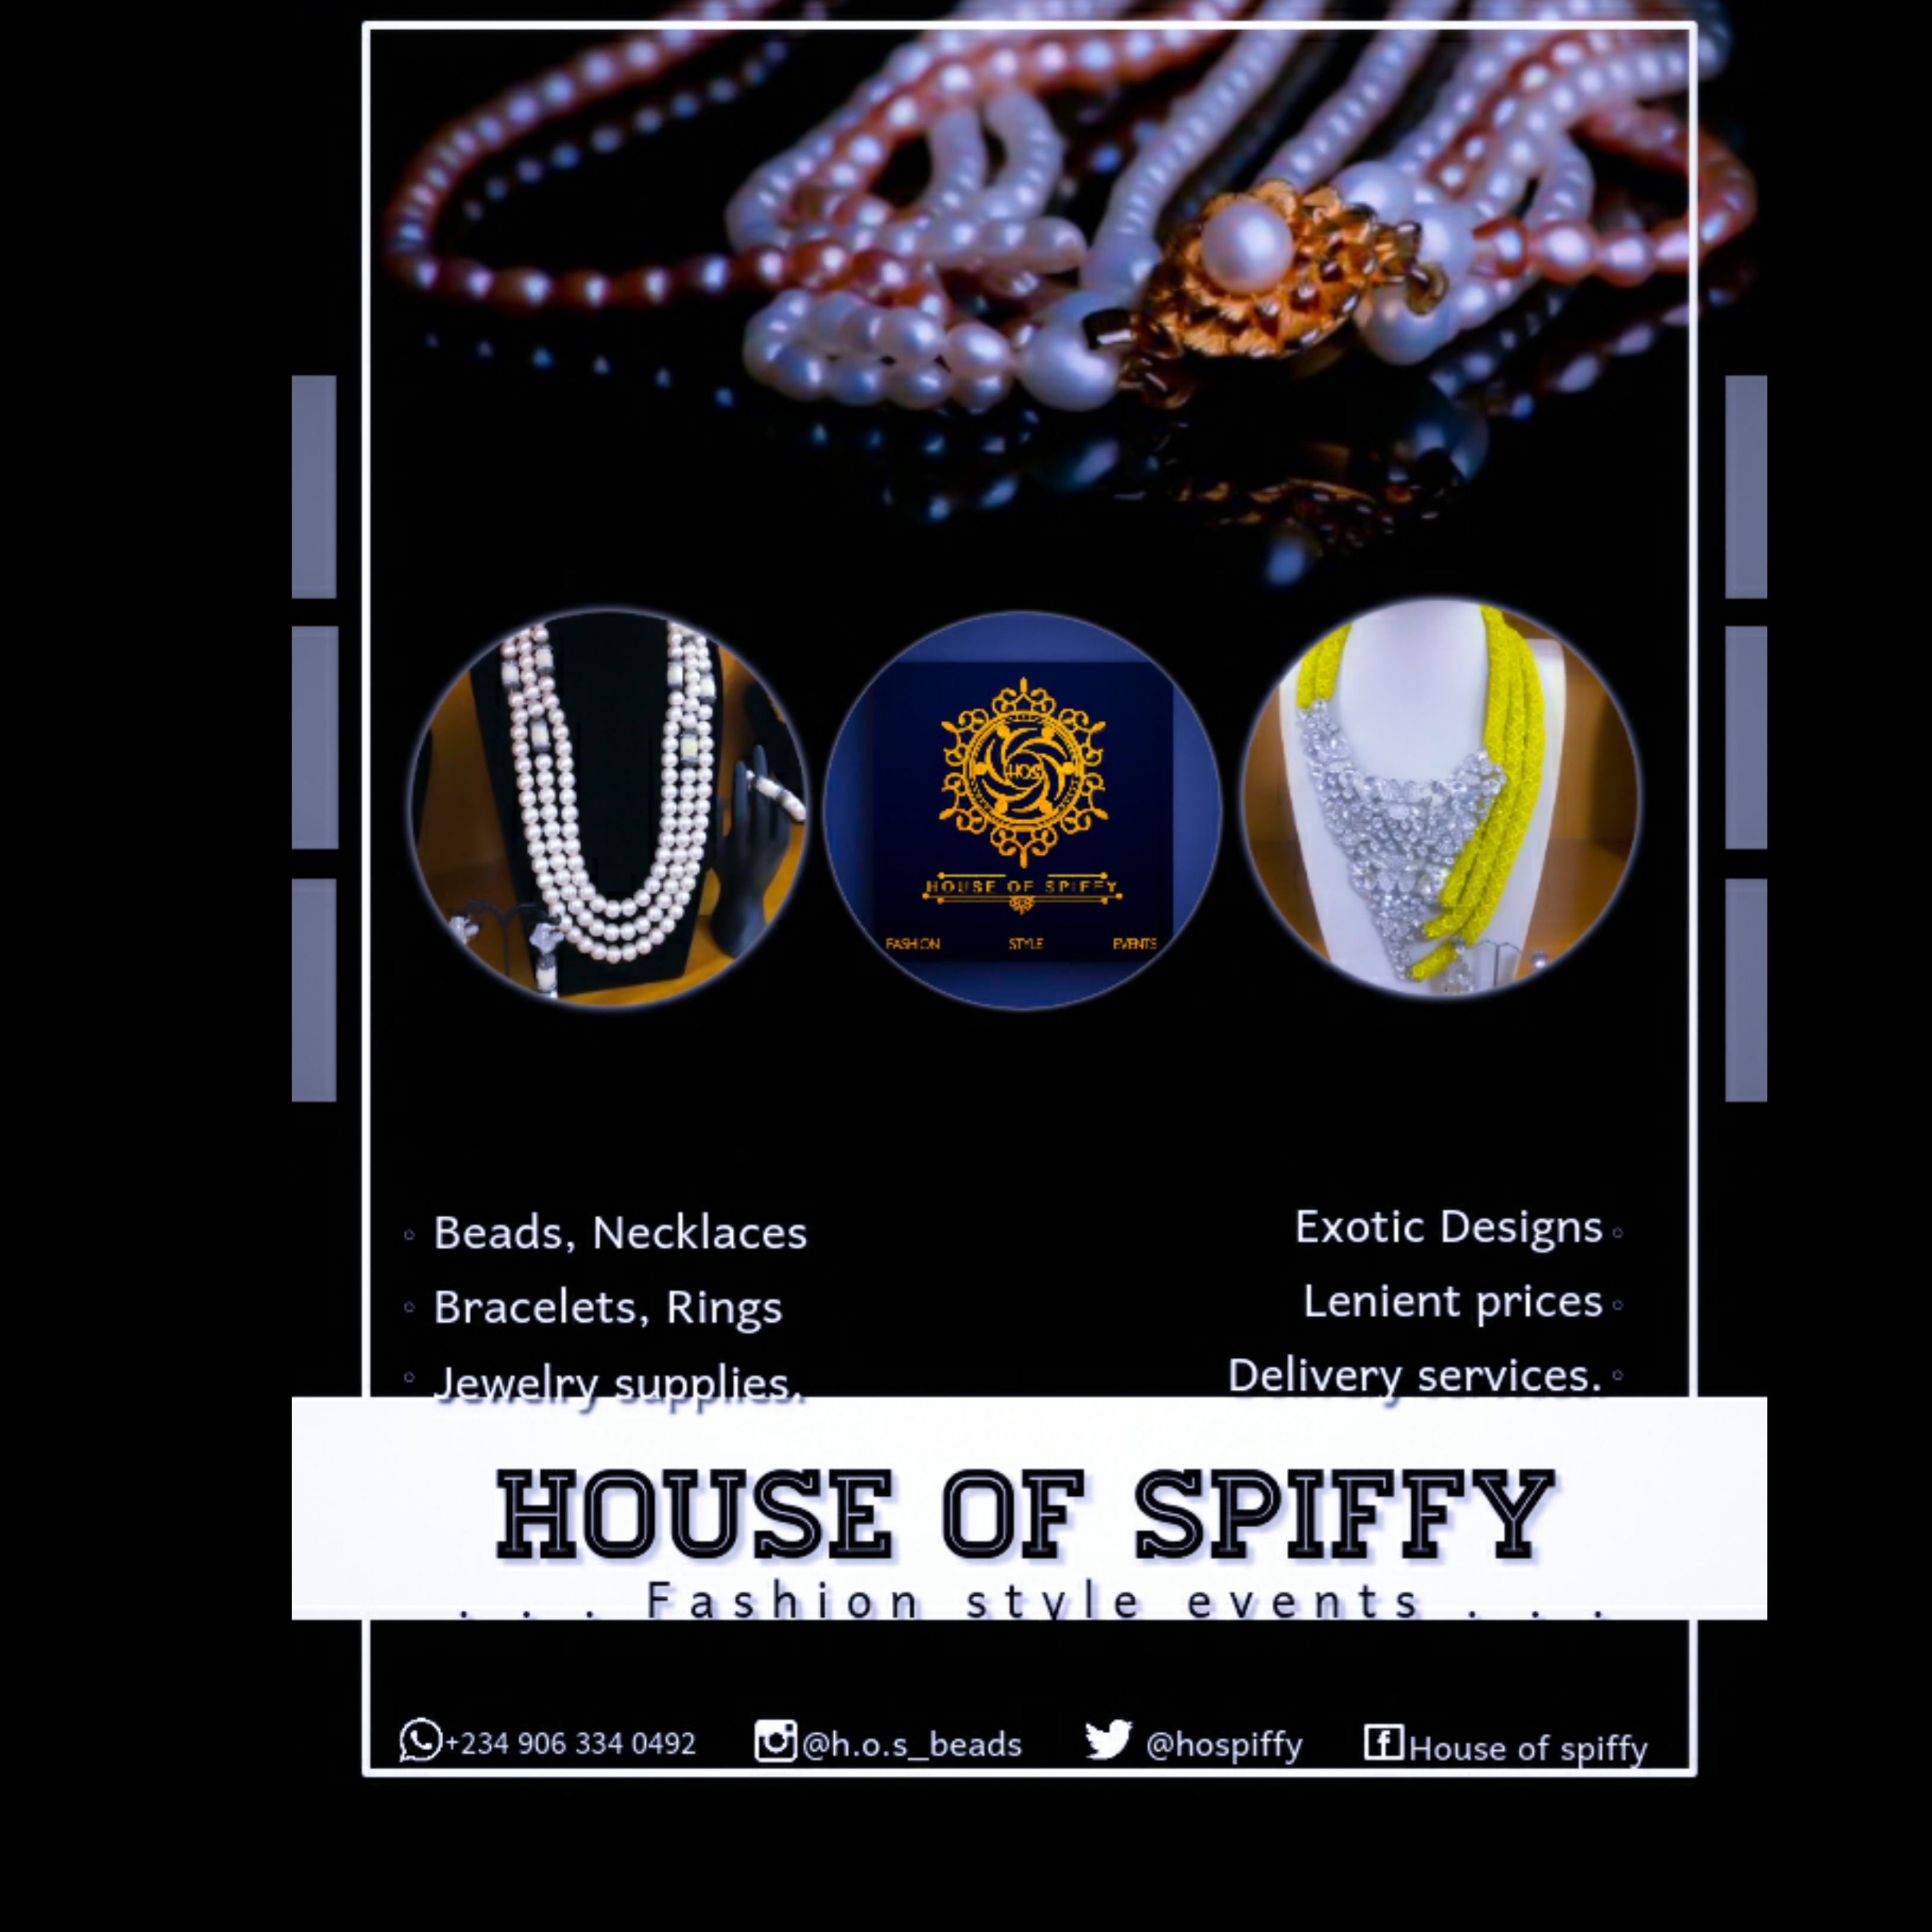 HOS
HOUSE OF SPIFFY
FASHION STYLE EVENTS
Beads, Necklaces
Bracelets, Rings
Jewelry supplies.
Exotic Designs
Lenient prices
Delivery services.
HOUSE OF SPIFFY
. . . Fashion style events . . .
+234 906 334 0492 @h.o.s_beads @hospiffy House of spiffy